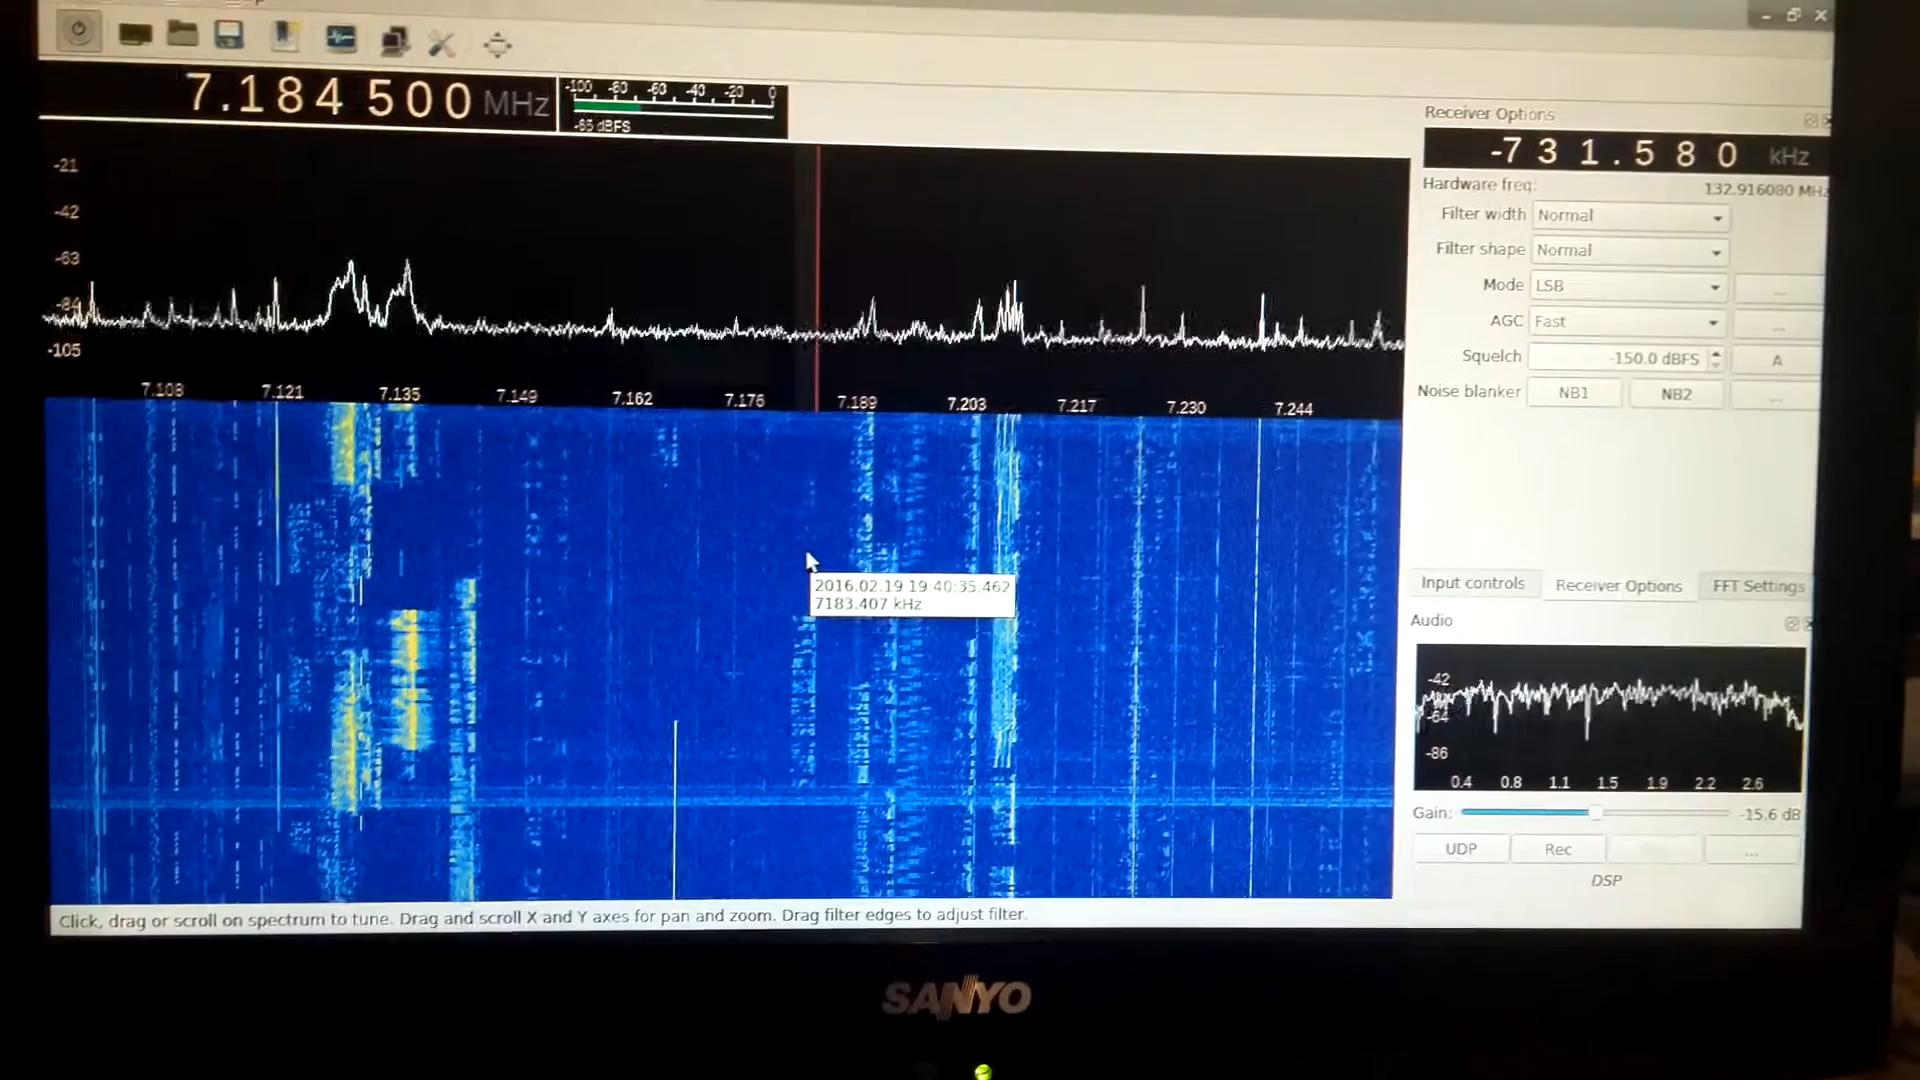 7.184 500 MHz
-100 -80 -60 -40 -20 0
-65 dBFS
-21
-42
-63
-84
-105
7.108 7.121 7.135 7.149 7.162 7.176 7.189 7.203 7.217 7.230 7.244
2016.02.19 19:40:35.462
7183.407 kHz
Click, drag or scroll on spectrum to tune. Drag and scroll X and Y axes for pan and zoom. Drag filter edges to adjust filter.
Receiver Options
-731.580 kHz
Hardware freq: 132.916080 MHz
Filter width Normal
Filter shape Normal
Mode LSB ...
AGC Fast ...
Squelch -150.0 dBFS A
Noise blanker NB1 NB2 ...
Input controls Receiver Options FFT Settings
Audio
-42
-64
-86
0.4 0.8 1.1 1.5 1.9 2.2 2.6
Gain: -15.6 dB
UDP Rec ...
DSP
SANYO